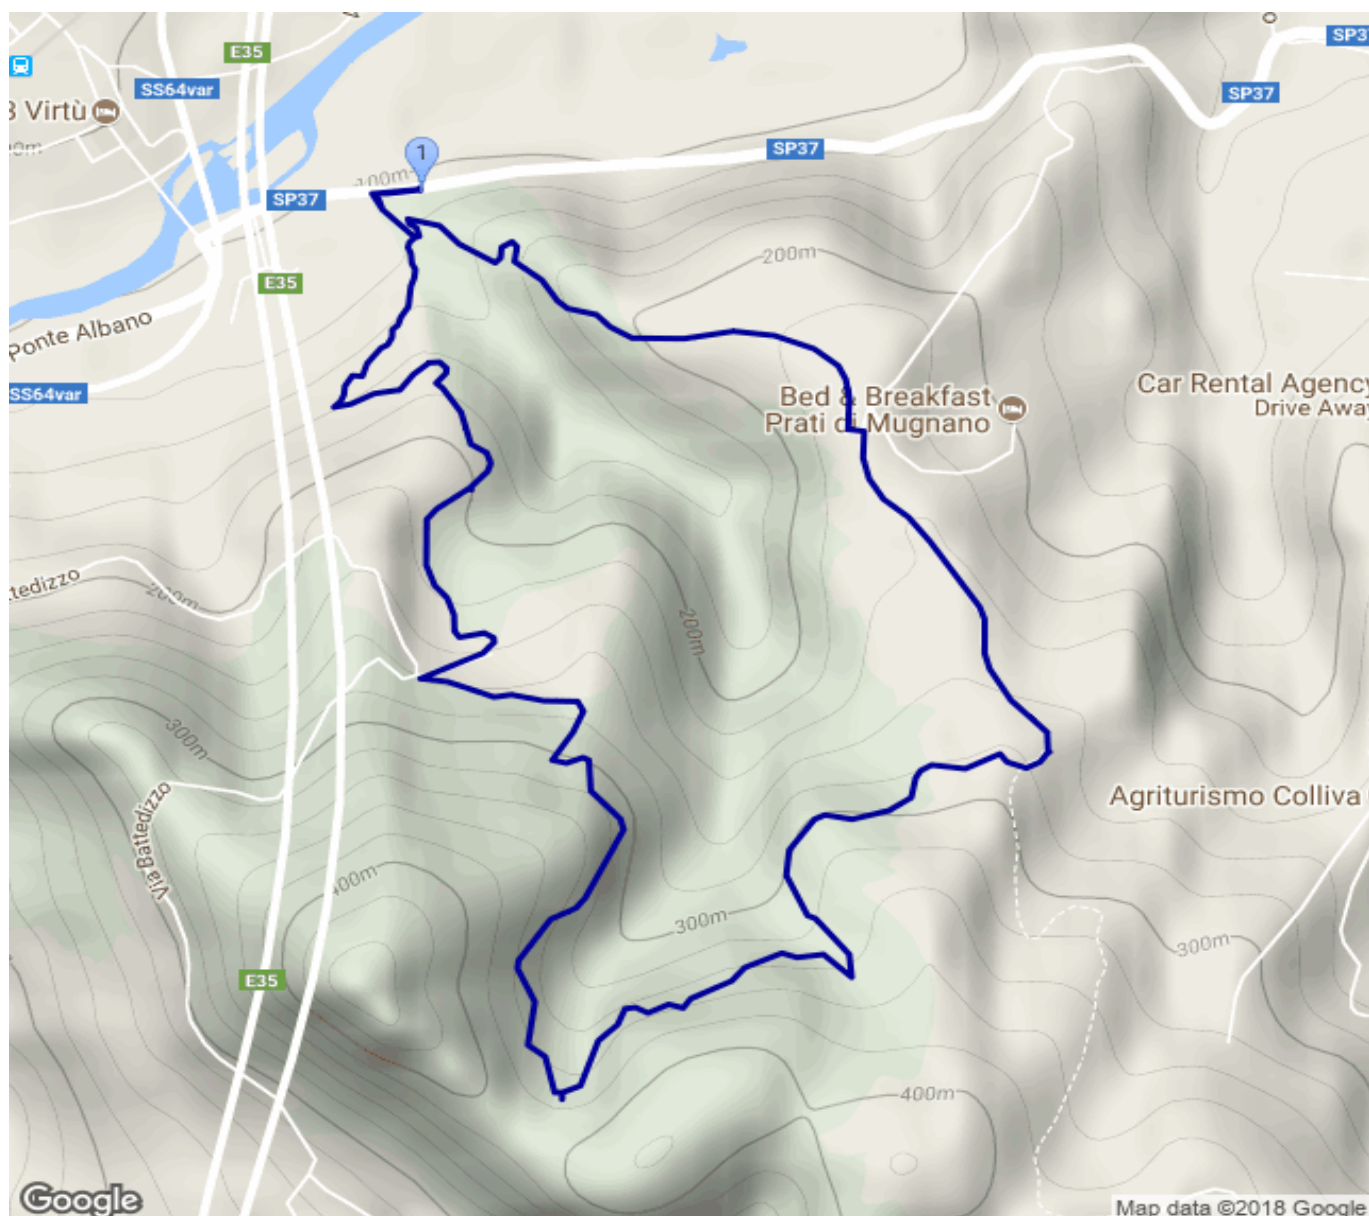 E35
SP37
SS64var
3 Virtù
SP37
1
SP37
100m
SP37
200m
E35
Ponte Albano
SS64var
Bed & Breakfast
Prati di Mugnano
Car Rental Agency
Drive Away
200m
200m
300m
Agriturismo Colliva
Via Battedizzo
400m
300m
300m
E35
400m
Google
Map data ©2018 Google